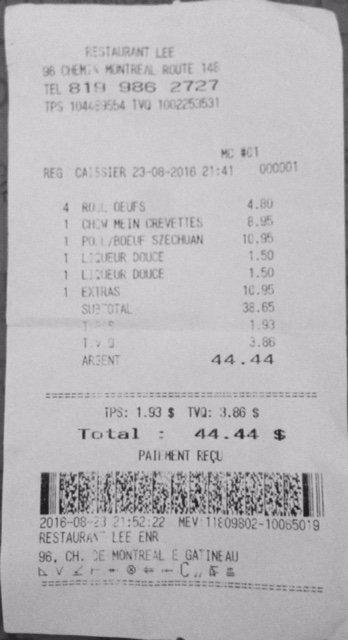 RESTAURANT LEE
96 CHEMIN MONTREAL ROUTE 148
TEL 819 986 2727
TPS 104489554 TVQ 1002253531
MC #01
REG CAISSIER 23-08-2016 21:41 000001
4 ROUL OEUFS 4.80
1 CHOW MEIN CREVETTES 8.95
1 POUL/BOEUF SZECHUAN 10.95
1 LIQUEUR DOUCE 1.50
1 LIQUEUR DOUCE 1.50
1 EXTRAS 10.95
SUBTOTAL 38.65
T.P.S 1.93
T.V.Q 3.86
ARGENT 44.44
TPS: 1.93 $ TVQ: 3.86 $
Total : 44.44 $
PAIEMENT REÇU
2016-08-23 21:52:22 MEV:11809802-10065019
RESTAURANT LEE ENR
96, CH. DE MONTREAL E GATINEAU